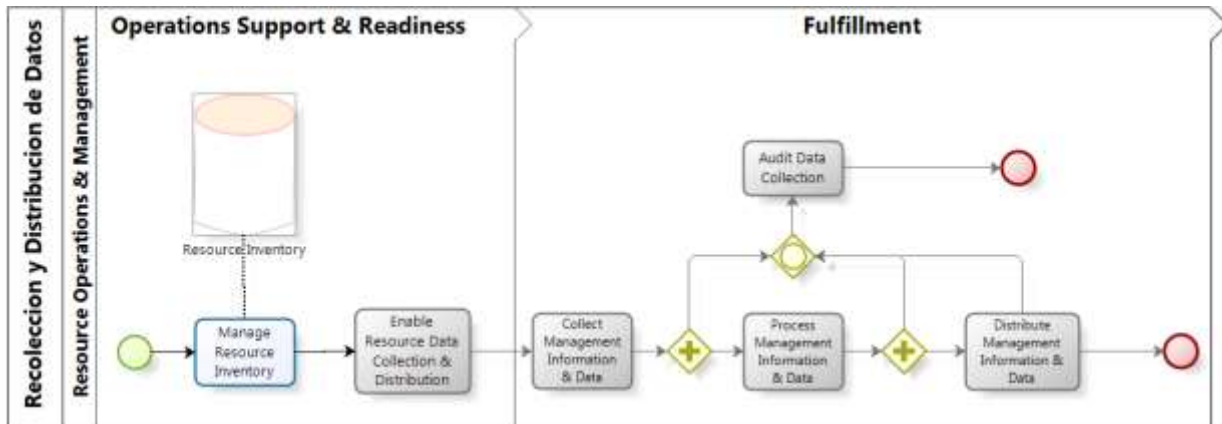 Recoleccion y Distribucion de Datos
Resource Operations & Management
Operations Support & Readiness
Fulfillment
Resource Inventory
Manage
Resource
Inventory
Enable
Resource Data
Collection &
Distribution
Collect
Management
Information
& Data
Audit Data
Collection
Process
Management
Information
& Data
Distribute
Management
Information &
Data